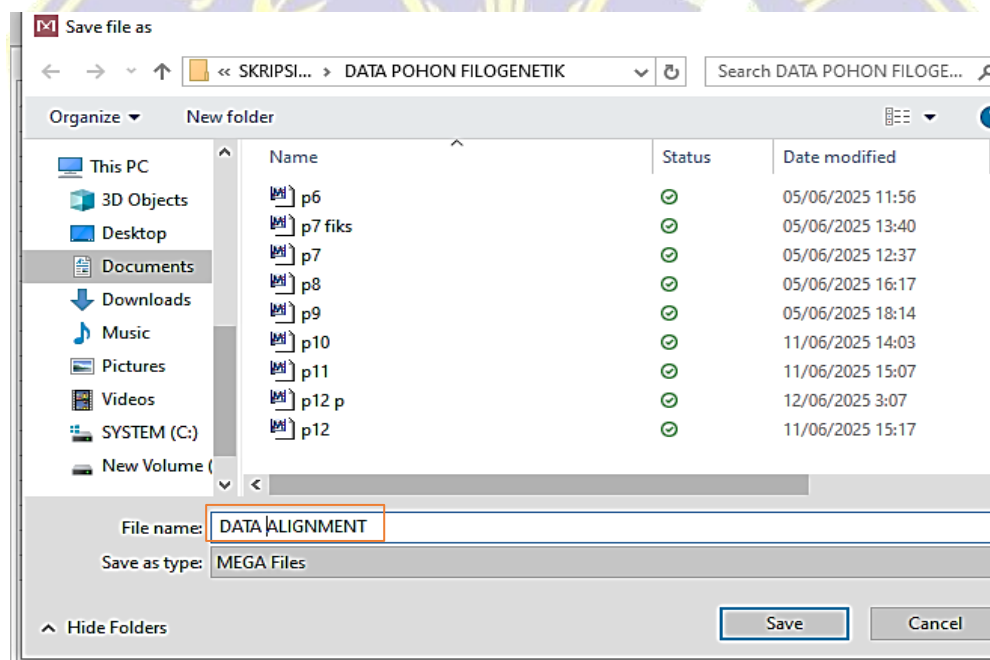 Save file as
« SKRIPSI... › DATA POHON FILOGENETIK
Search DATA POHON FILOGE...
Organize
New folder
Name Status Date modified
This PC
3D Objects
Desktop
Documents
Downloads
Music
Pictures
Videos
SYSTEM (C:)
New Volume (
p6 05/06/2025 11:56
p7 fiks 05/06/2025 13:40
p7 05/06/2025 12:37
p8 05/06/2025 16:17
p9 05/06/2025 18:14
p10 11/06/2025 14:03
p11 11/06/2025 15:07
p12 p 12/06/2025 3:07
p12 11/06/2025 15:17
File name: DATA ALIGNMENT
Save as type: MEGA Files
Hide Folders
Save
Cancel